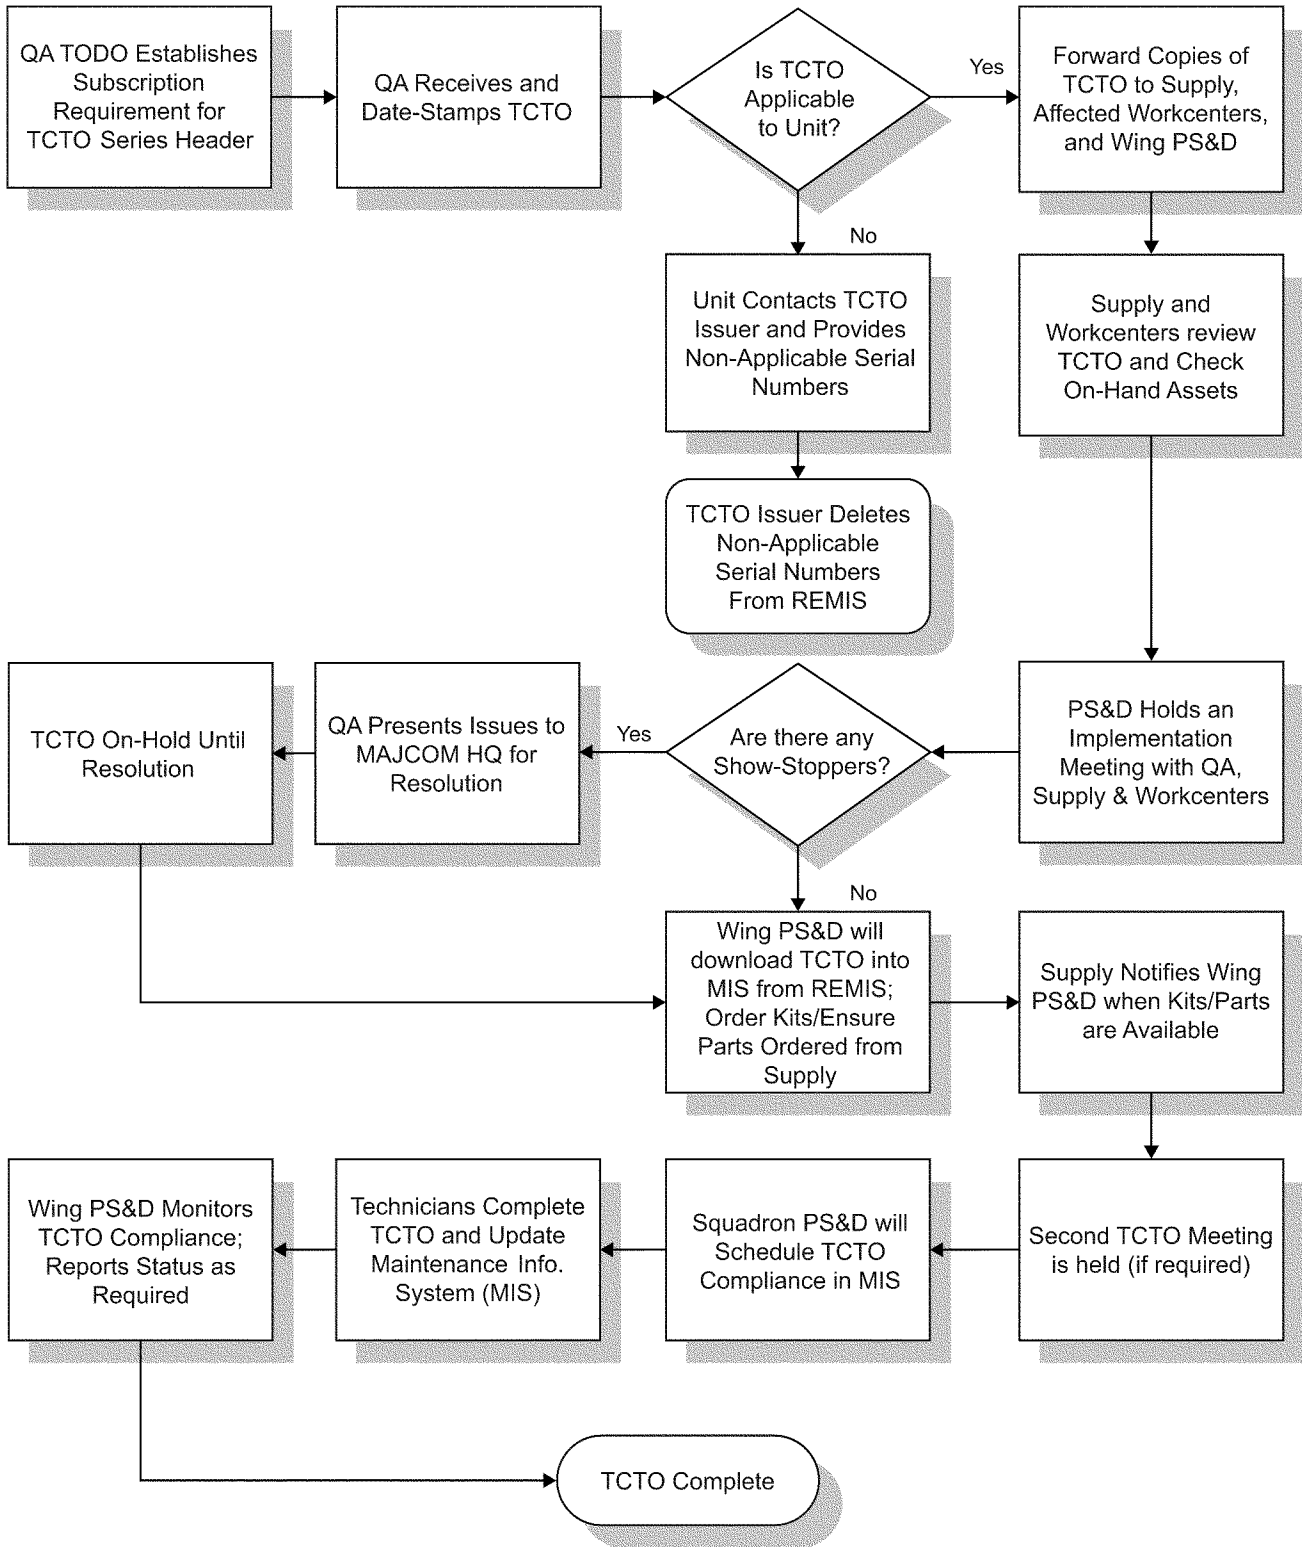 QA TODO Establishes
Subscription
Requirement for
TCTO Series Header
QA Receives and
Date-Stamps TCTO
Is TCTO
Applicable
to Unit?
Yes
Forward Copies of
TCTO to Supply,
Affected Workcenters,
and Wing PS&D
No
Unit Contacts TCTO
Issuer and Provides
Non-Applicable Serial
Numbers
Supply and
Workcenters review
TCTO and Check
On-Hand Assets
TCTO Issuer Deletes
Non-Applicable
Serial Numbers
From REMIS
PS&D Holds an
Implementation
Meeting with QA,
Supply & Workcenters
Are there any
Show-Stoppers?
Yes
QA Presents Issues to
MAJCOM HQ for
Resolution
TCTO On-Hold Until
Resolution
No
Wing PS&D will
download TCTO into
MIS from REMIS;
Order Kits/Ensure
Parts Ordered from
Supply
Supply Notifies Wing
PS&D when Kits/Parts
are Available
Second TCTO Meeting
is held (if required)
Squadron PS&D will
Schedule TCTO
Compliance in MIS
Technicians Complete
TCTO and Update
Maintenance Info.
System (MIS)
Wing PS&D Monitors
TCTO Compliance;
Reports Status as
Required
TCTO Complete